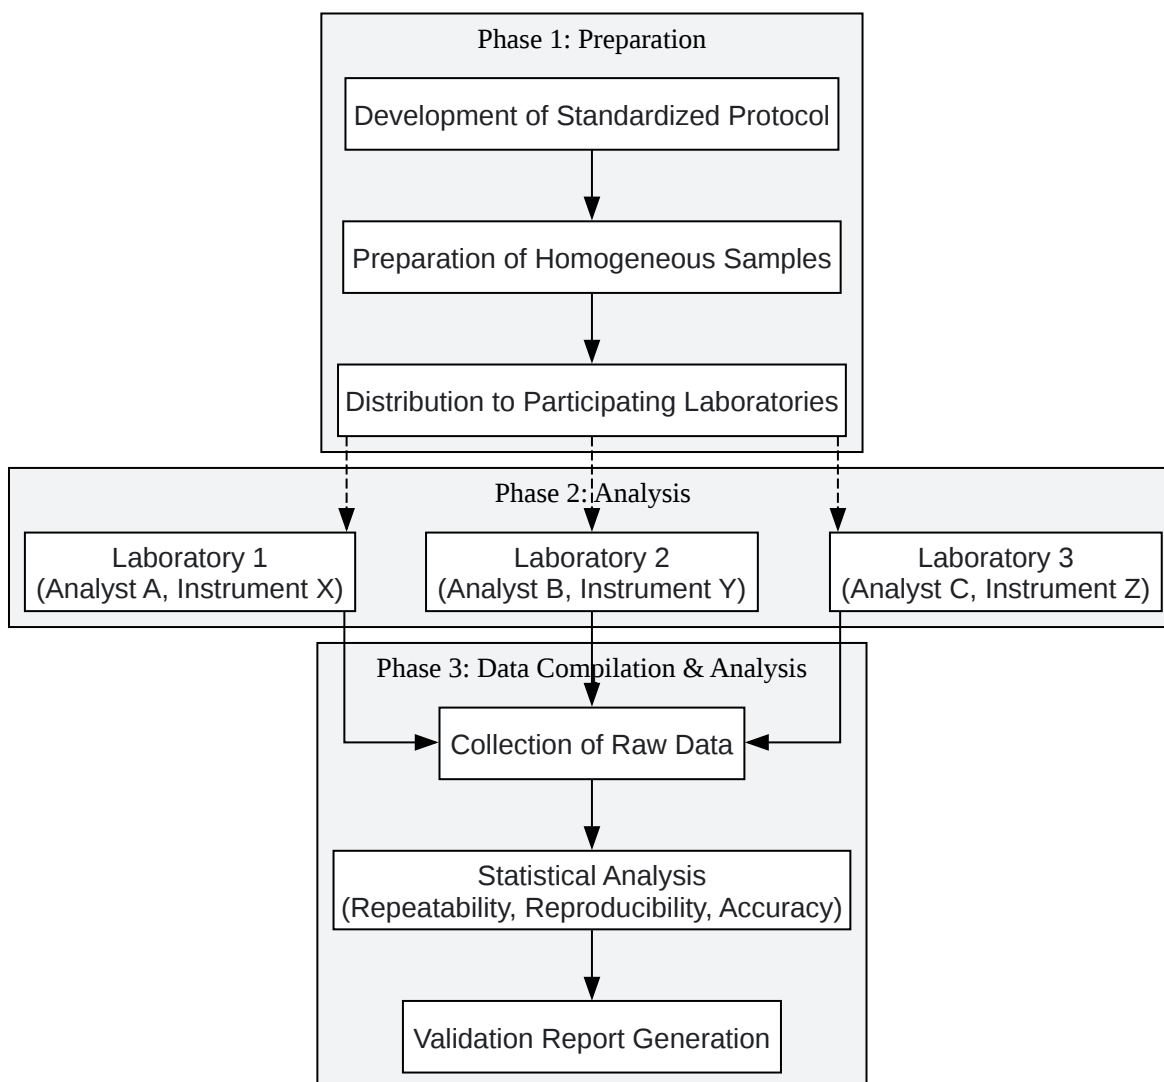 Phase 1: Preparation
Development of Standardized Protocol
Preparation of Homogeneous Samples
Distribution to Participating Laboratories
Phase 2: Analysis
Laboratory 1
(Analyst A, Instrument X)
Laboratory 2
(Analyst B, Instrument Y)
Laboratory 3
(Analyst C, Instrument Z)
Phase 3: Data Compilation & Analysis
Collection of Raw Data
Statistical Analysis
(Repeatability, Reproducibility, Accuracy)
Validation Report Generation